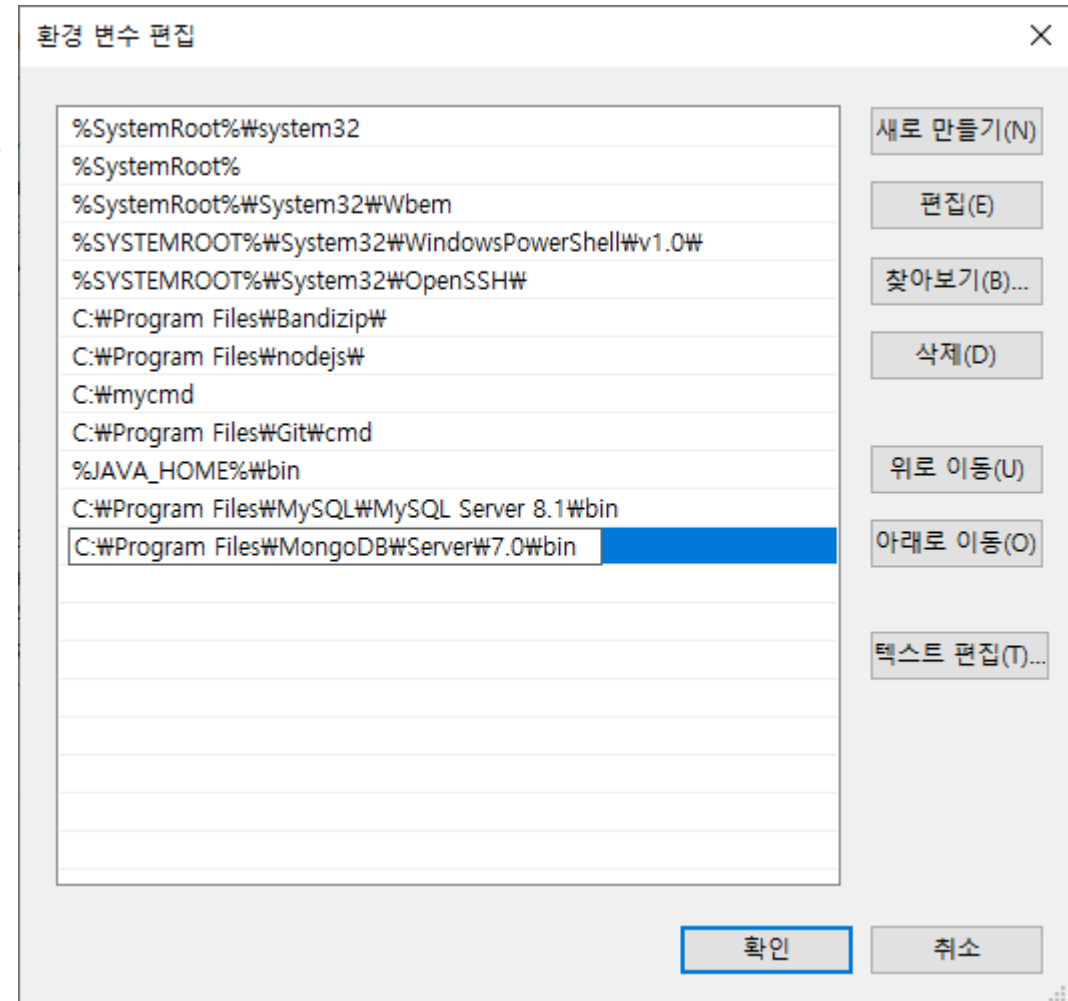 환경 변수 편집
%SystemRoot%₩system32
%SystemRoot%
%SystemRoot%₩System32₩Wbem
%SYSTEMROOT%₩System32₩WindowsPowerShell₩v1.0₩
%SYSTEMROOT%₩System32₩OpenSSH₩
C:₩Program Files₩Bandizip₩
C:₩Program Files₩nodejs₩
C:₩mycmd
C:₩Program Files₩Git₩cmd
%JAVA_HOME%₩bin
C:₩Program Files₩MySQL₩MySQL Server 8.1₩bin
C:₩Program Files₩MongoDB₩Server₩7.0₩bin
새로 만들기(N)
편집(E)
찾아보기(B)...
삭제(D)
위로 이동(U)
아래로 이동(O)
텍스트 편집(T)...
확인
취소